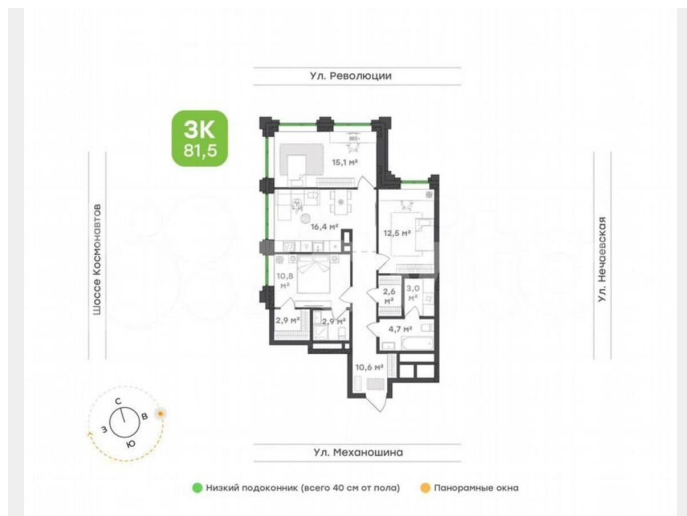 Ул. Революции
3К
81,5
15,1 м²
16,4 м²
12,5 м²
10,8
м²
2,6
м²
3,0
м²
2,9 м²
2,9 м²
4,7 м²
10,6 м²
Шоссе Космонавтов
Ул. Нечаевская
С
В
З
Ю
Ул. Механошина
Низкий подоконник (всего 40 см от пола)
Панорамные окна